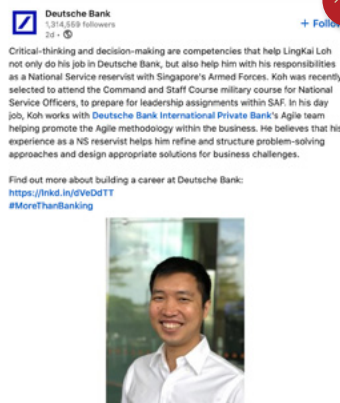 Deutsche Bank
1,314,559 followers
2d •
+ Follo
Critical-thinking and decision-making are competencies that help LingKai Loh
not only do his job in Deutsche Bank, but also help him with his responsibilities
as a National Service reservist with Singapore's Armed Forces. Koh was recently
selected to attend the Command and Staff Course military course for National
Service Officers, to prepare for leadership assignments within SAF. In his day
job, Koh works with Deutsche Bank International Private Bank's Agile team
helping promote the Agile methodology within the business. He believes that his
experience as a NS reservist helps him refine and structure problem-solving
approaches and design appropriate solutions for business challenges.
Find out more about building a career at Deutsche Bank:
https://lnkd.in/dVeDdTT
#MoreThanBanking